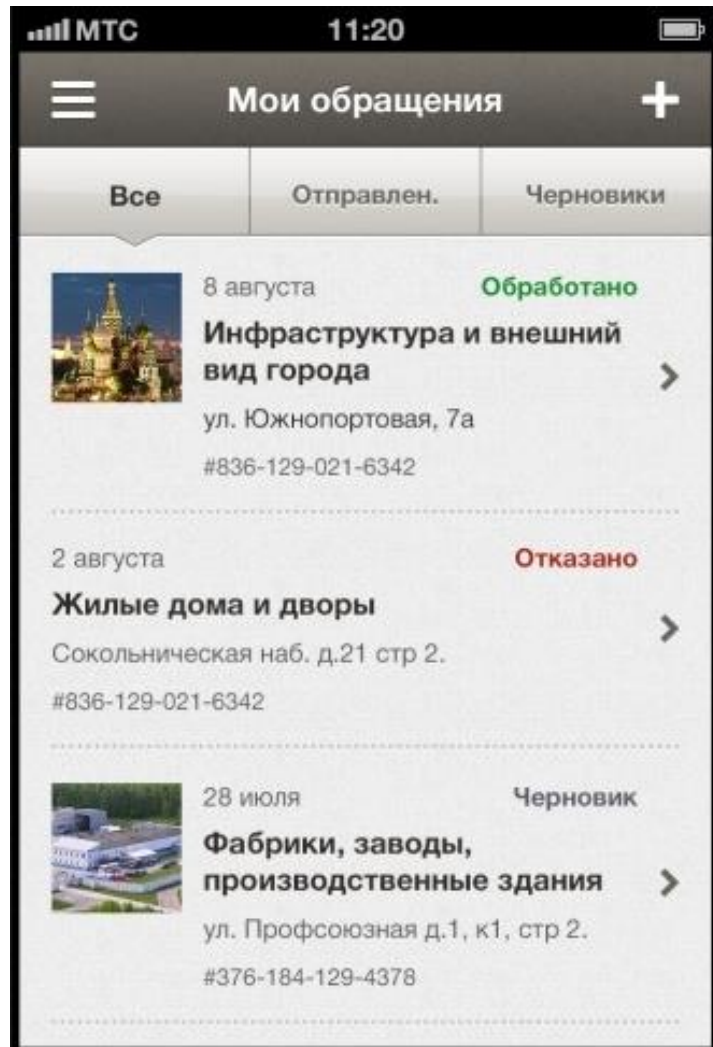 МТС 11:20
Мои обращения
Все Отправлен. Черновики
8 августа Обработано
Инфраструктура и внешний
вид города
ул. Южнопортовая, 7а
#836-129-021-6342
2 августа Отказано
Жилые дома и дворы
Сокольническая наб. д.21 стр 2.
#836-129-021-6342
28 июля Черновик
Фабрики, заводы,
производственные здания
ул. Профсоюзная д.1, к1, стр 2.
#376-184-129-4378